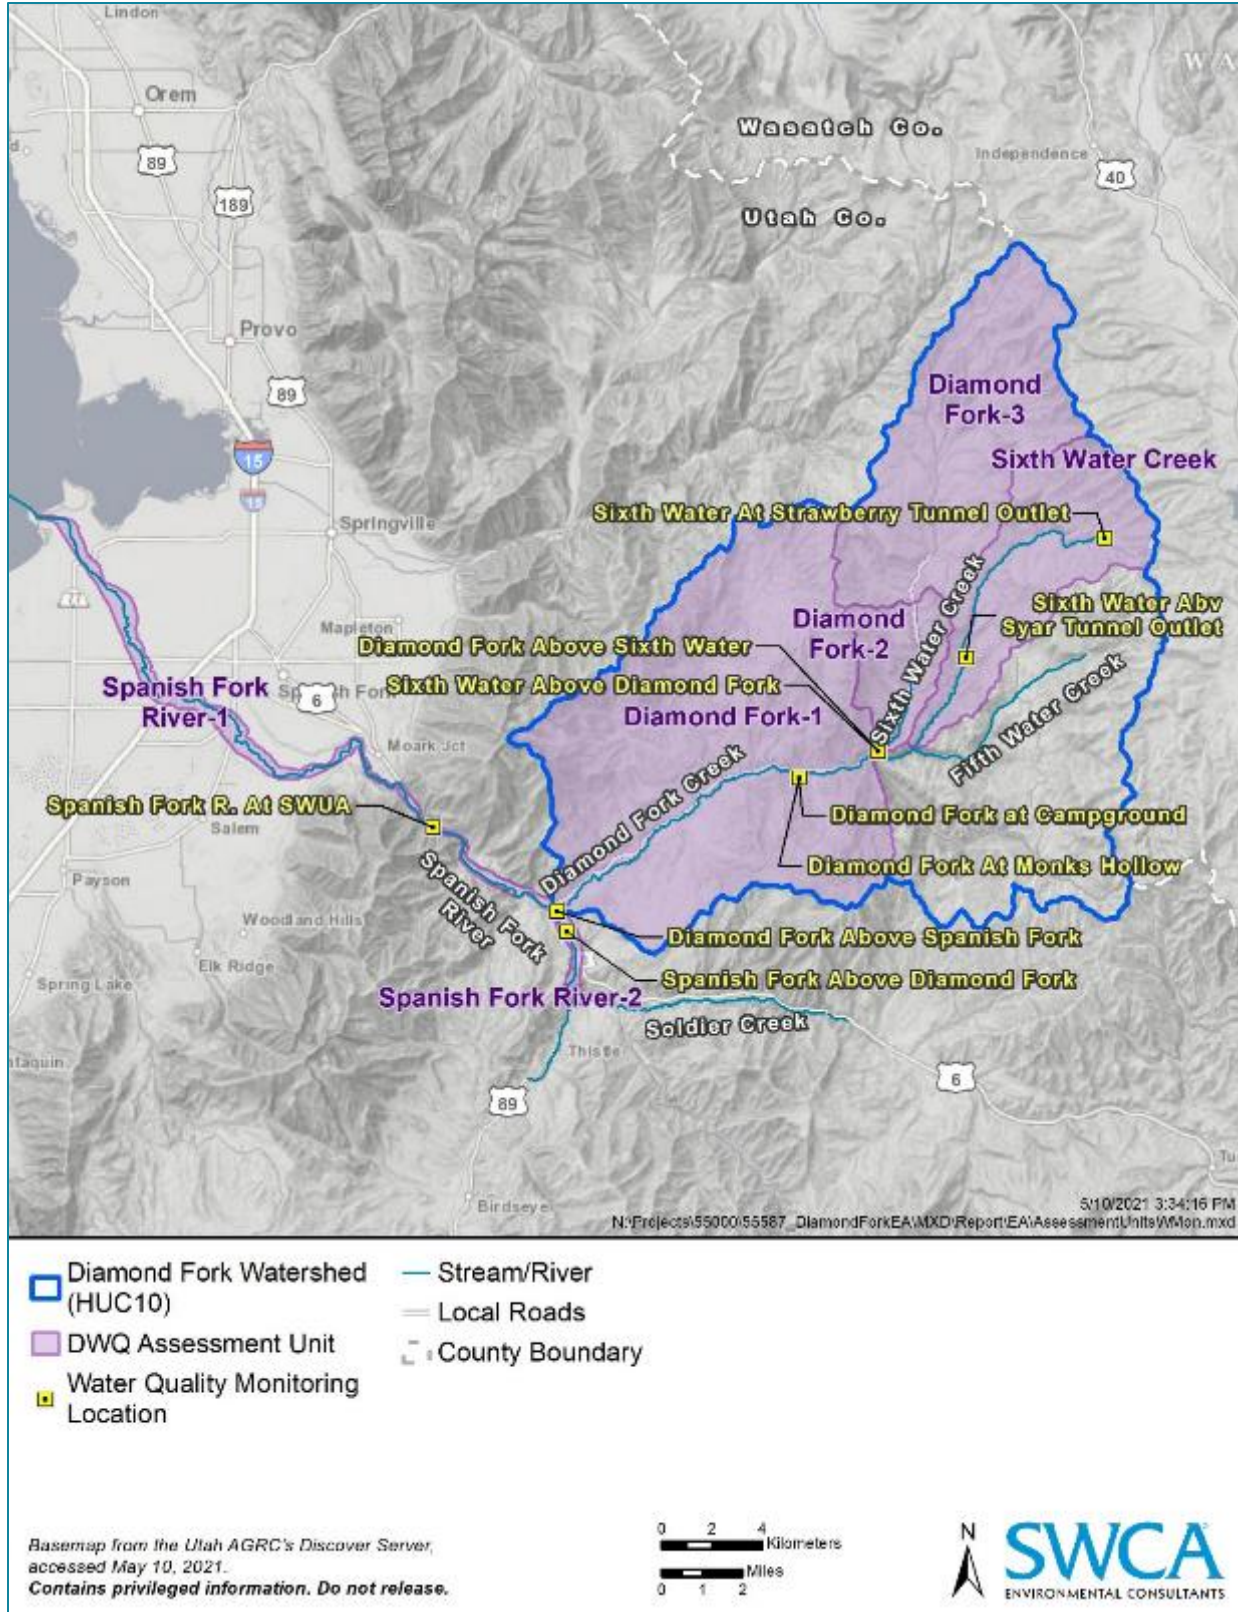 Lindon
Orem
89
189
Wasatch Co.
Independence
40
Utah Co.
Provo
89
15
15
Springville
Diamond
Fork-3
Sixth Water Creek
Sixth Water At Strawberry Tunnel Outlet
77
Mapleton
Diamond
Fork-2
Sixth Water Creek
Sixth Water Abv
Syar Tunnel Outlet
Diamond Fork Above Sixth Water
Sixth Water Above Diamond Fork
Spanish Fork
River-1
6
Diamond Fork-1
Fifth Water Creek
Moark Jct
Spanish Fork R. At SWUA
Salem
Diamond Fork Creek
Diamond Fork at Campground
Diamond Fork At Monks Hollow
Payson
Spanish Fork
River
Woodland Hills
Diamond Fork Above Spanish Fork
Elk Ridge
Spring Lake
Spanish Fork Above Diamond Fork
Spanish Fork River-2
Soldier Creek
Thistle
6
89
Birdseye
5/10/2021 3:34:16 PM
N:\Projects\55000\55587_DiamondForkEA\MXD\Report\EA\AssessmentUnitsWMon.mxd
Diamond Fork Watershed
(HUC10)
DWQ Assessment Unit
Water Quality Monitoring
Location
Stream/River
Local Roads
County Boundary
Basemap from the Utah AGRC's Discover Server,
accessed May 10, 2021.
Contains privileged information. Do not release.
0 2 4
Kilometers
Miles
0 1 2
N
SWCA
ENVIRONMENTAL CONSULTANTS